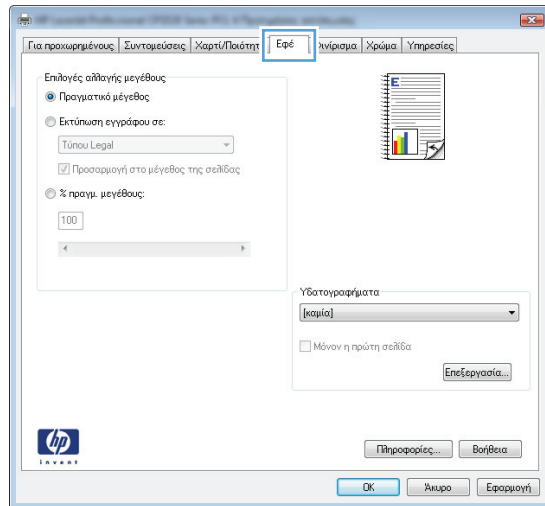 Για προχωρημένους Συντομεύσεις Χαρτί/Ποιότητ Εφέ Φινίρισμα Χρώμα Υπηρεσίες
Επιλογές αλλαγής μεγέθους
Πραγματικό μέγεθος
Εκτύπωση εγγράφου σε:
Τύπου Legal
Προσαρμογή στο μέγεθος της σελίδας
% πραγμ. μεγέθους:
100
E
Υδατογραφήματα
[καμία]
Μόνον η πρώτη σελίδα
Επεξεργασία...
hp
invent
Πληροφορίες... Βοήθεια
OK Άκυρο Εφαρμογή